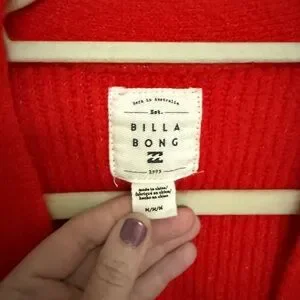 Born in Australia
Est.
BILLA
BONG
1973
made in china/
fabriqué en chine/
hecho en china
M/M/M